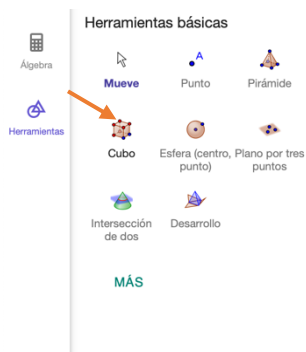 Herramientas básicas
Álgebra
Herramientas
A
Mueve
Punto
Pirámide
Cubo
Esfera (centro,
punto)
Plano por tres
puntos
Intersección
de dos
Desarrollo
MÁS